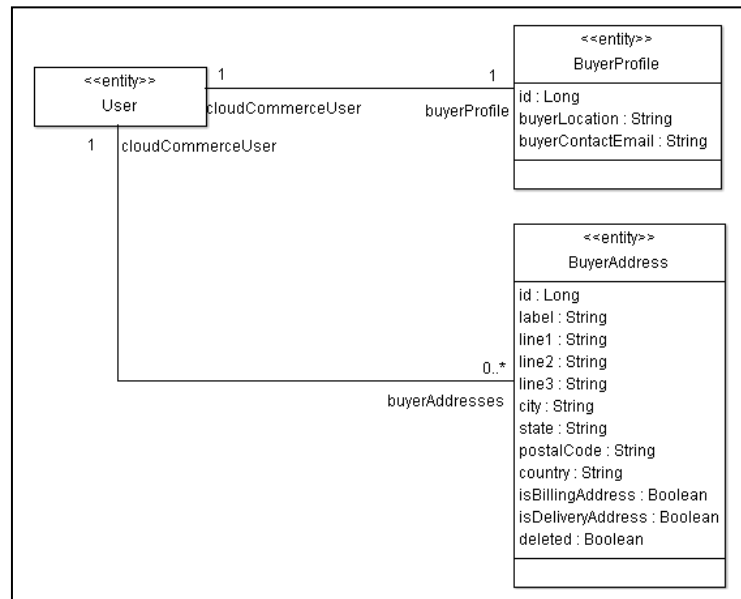 <<entity>>
User
1
1
cloudCommerceUser
buyerProfile
<<entity>>
BuyerProfile
id : Long
buyerLocation : String
buyerContactEmail : String
1
cloudCommerceUser
0..*
buyerAddresses
<<entity>>
BuyerAddress
id : Long
label : String
line1 : String
line2 : String
line3 : String
city : String
state : String
postalCode : String
country : String
isBillingAddress : Boolean
isDeliveryAddress : Boolean
deleted : Boolean